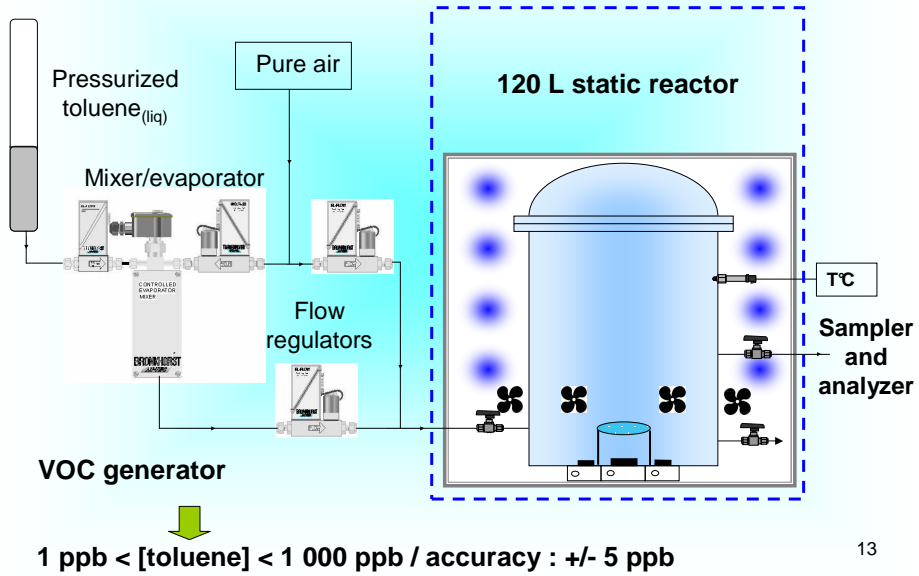 Pressurized
toluene(liq)
Pure air
120 L static reactor
Mixer/evaporator
CONTROLLED
EVAPORATOR
MIXER
BRONKHORST
Flow
regulators
T°C
Sampler
and
analyzer
VOC generator
1 ppb < [toluene] < 1 000 ppb / accuracy : +/- 5 ppb
13